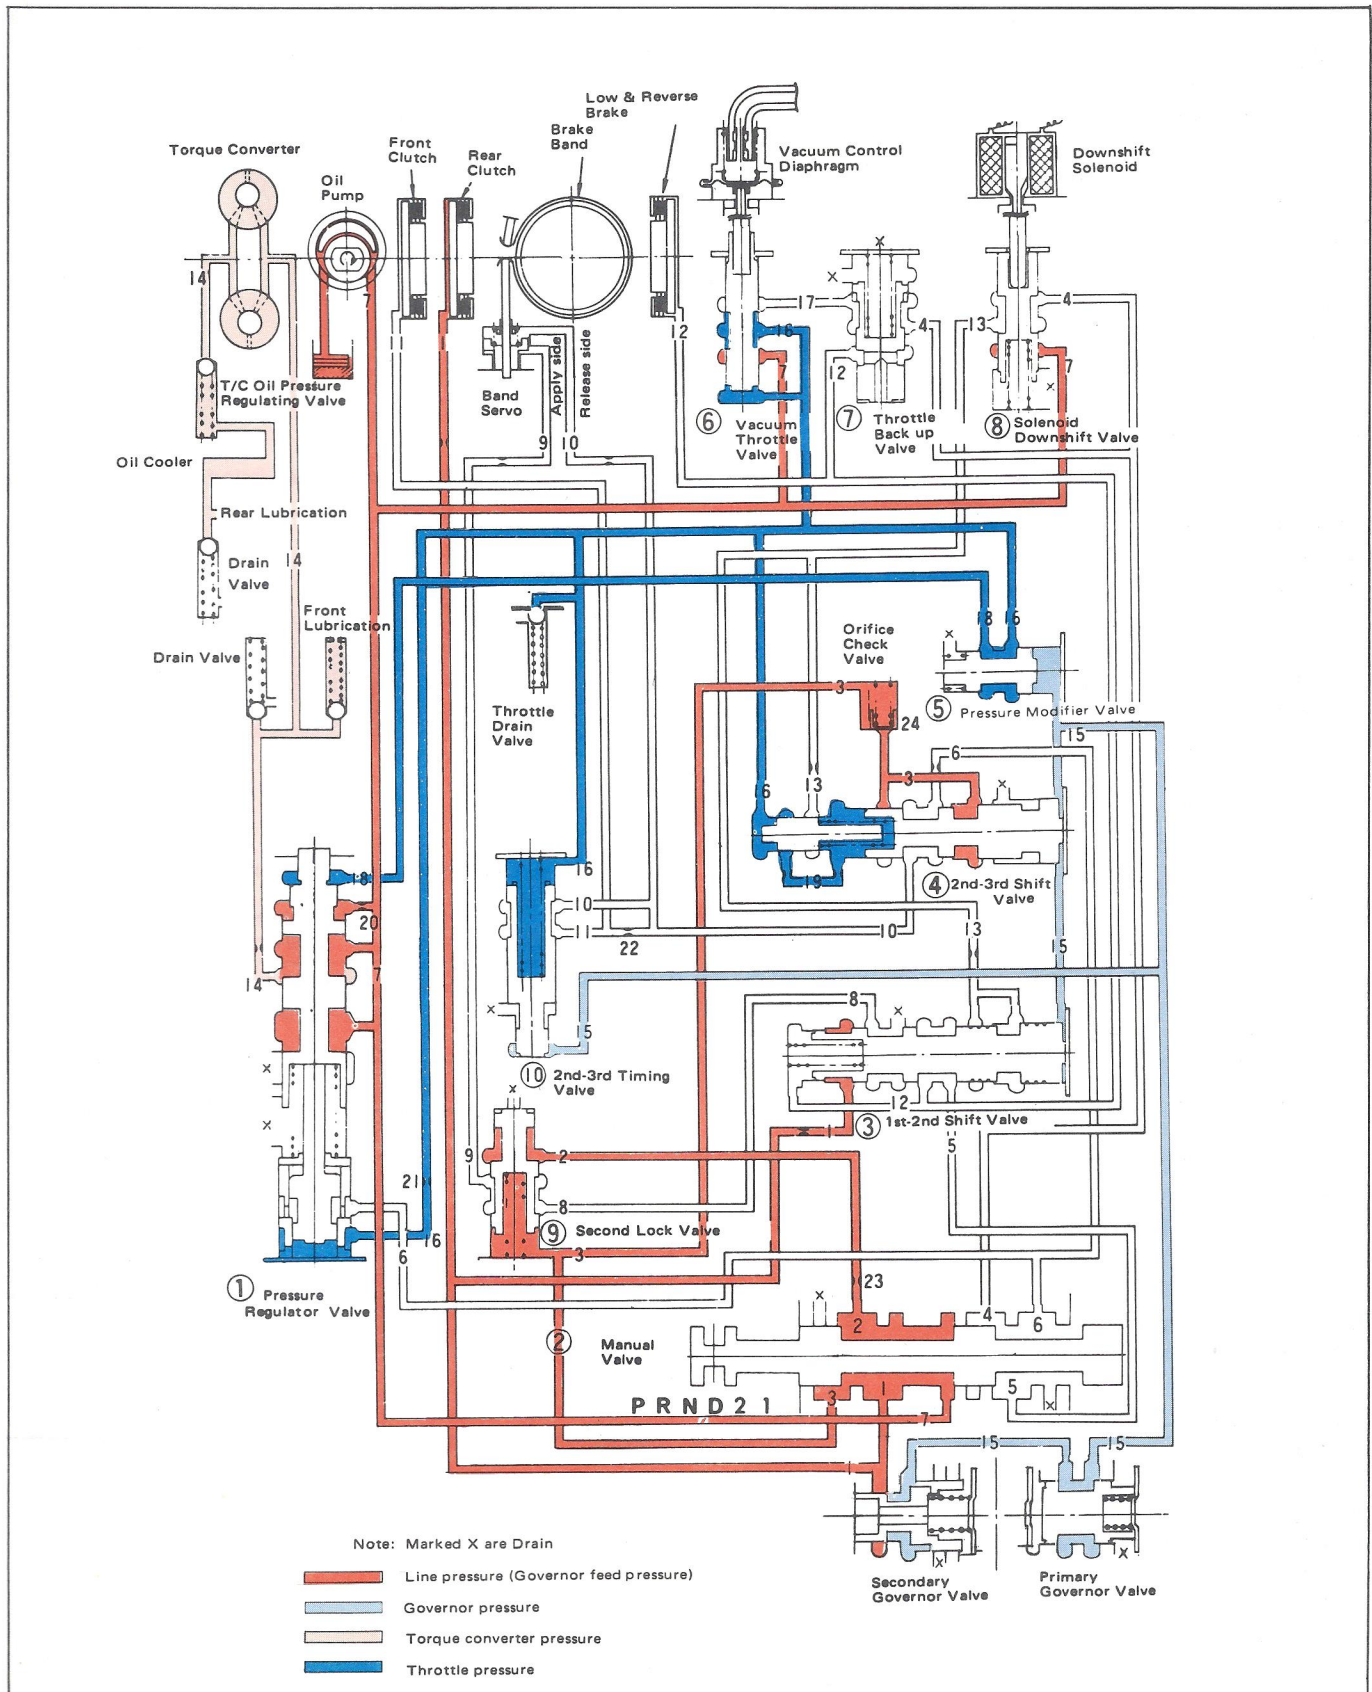 Low & Reverse
Brake
Brake
Band
Front
Clutch
Rear
Clutch
Torque Converter
Oil
Pump
Vacuum Control
Diaphragm
Downshift
Solenoid
14
7
11
1
12
17
16
7
4
12
13
4
7
X
X
X
T/C Oil Pressure
Regulating Valve
Band
Servo
Apply side
Release side
9
10
6
Vacuum
Throttle
Valve
7
Throttle
Back up
Valve
8
Solenoid
Downshift Valve
Oil Cooler
Rear Lubrication
Drain
Valve
14
Front
Lubrication
Drain Valve
Throttle
Drain
Valve
Orifice
Check
Valve
18
16
X
5
Pressure Modifier Valve
3
24
15
6
3
13
X
16
19
4
2nd-3rd Shift
Valve
18
20
16
10
11
22
10
13
15
14
7
X
15
8
X
10
2nd-3rd Timing
Valve
X
X
X
12
3
1st-2nd Shift Valve
1
5
9
2
21
8
9
Second Lock Valve
16
6
3
1
Pressure
Regulator Valve
23
X
2
4
6
2
Manual
Valve
3
1
5
X
P R N D 2 1
7
15
15
1
X
X
Secondary
Governor Valve
Primary
Governor Valve
Note: Marked X are Drain
Line pressure (Governor feed pressure)
Governor pressure
Torque converter pressure
Throttle pressure